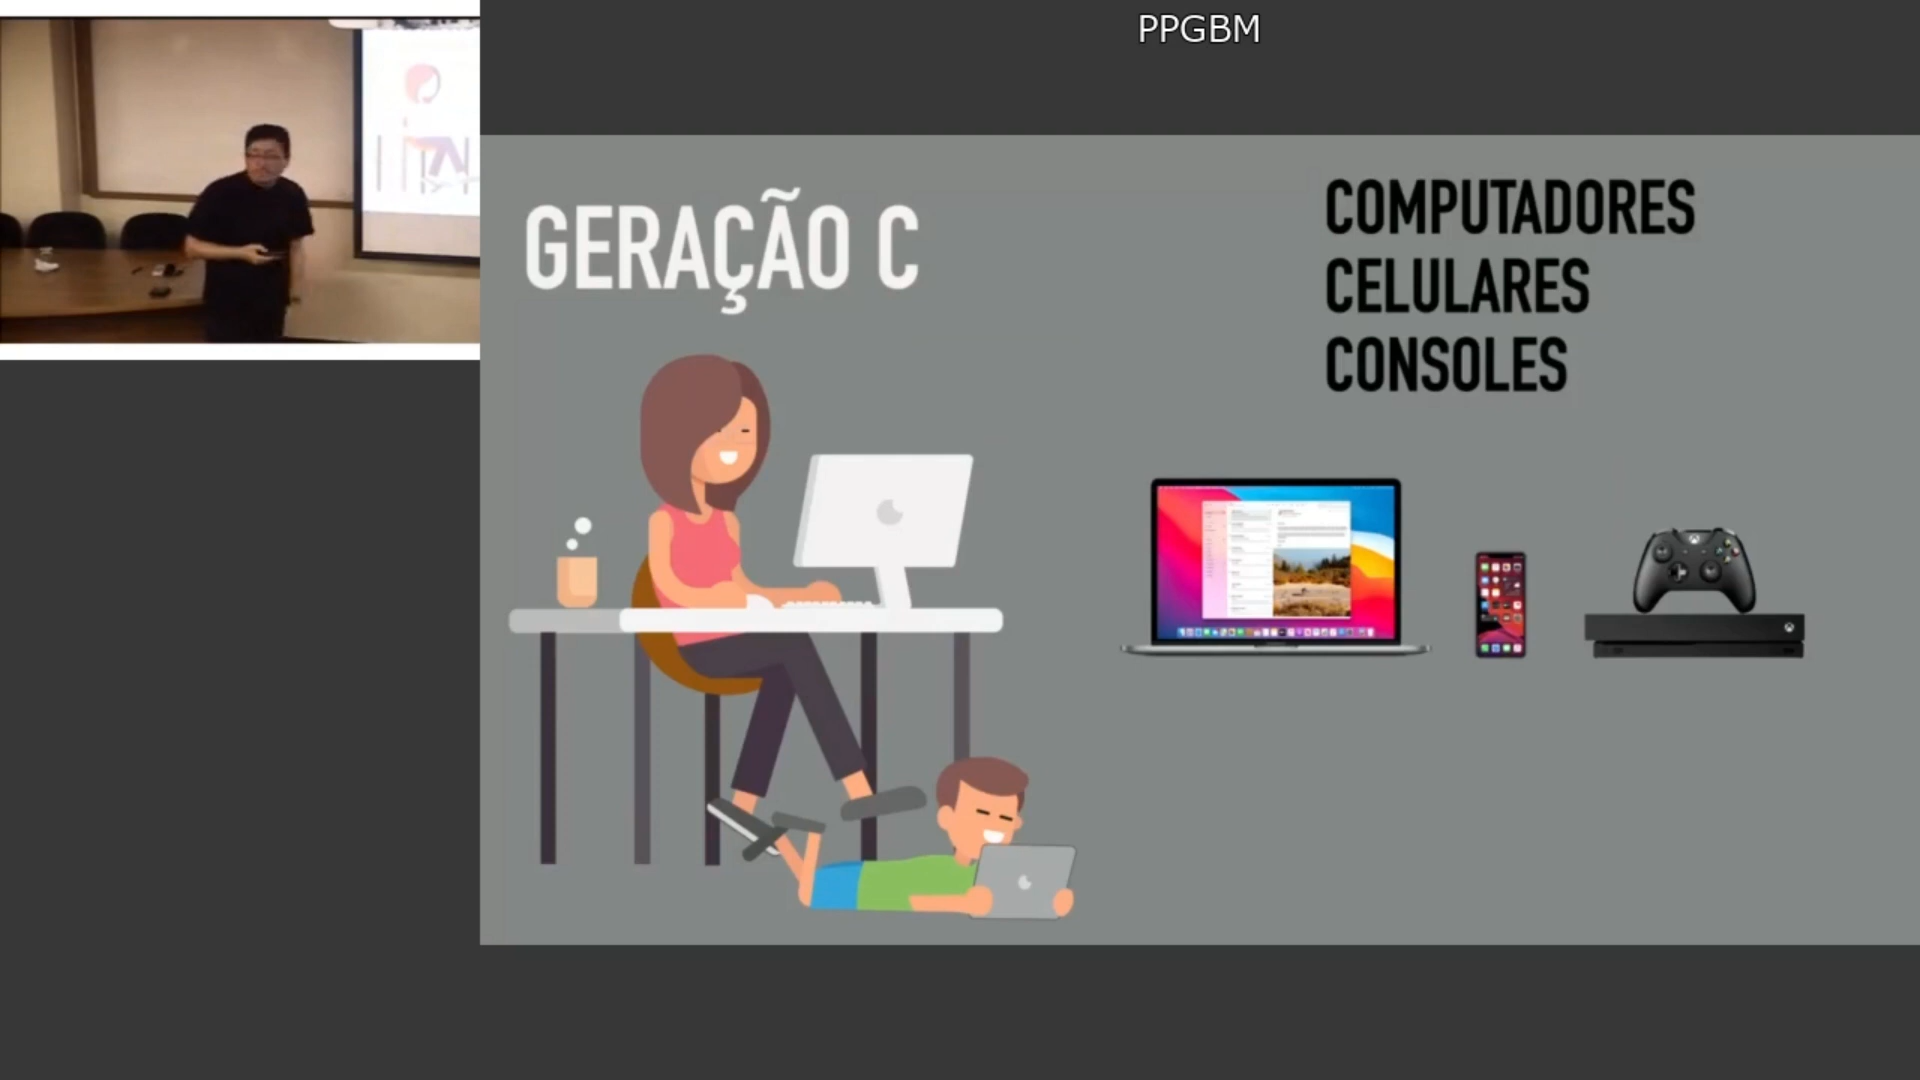 PPGBM
GERAÇÃO C
COMPUTADORES
CELULARES
CONSOLES